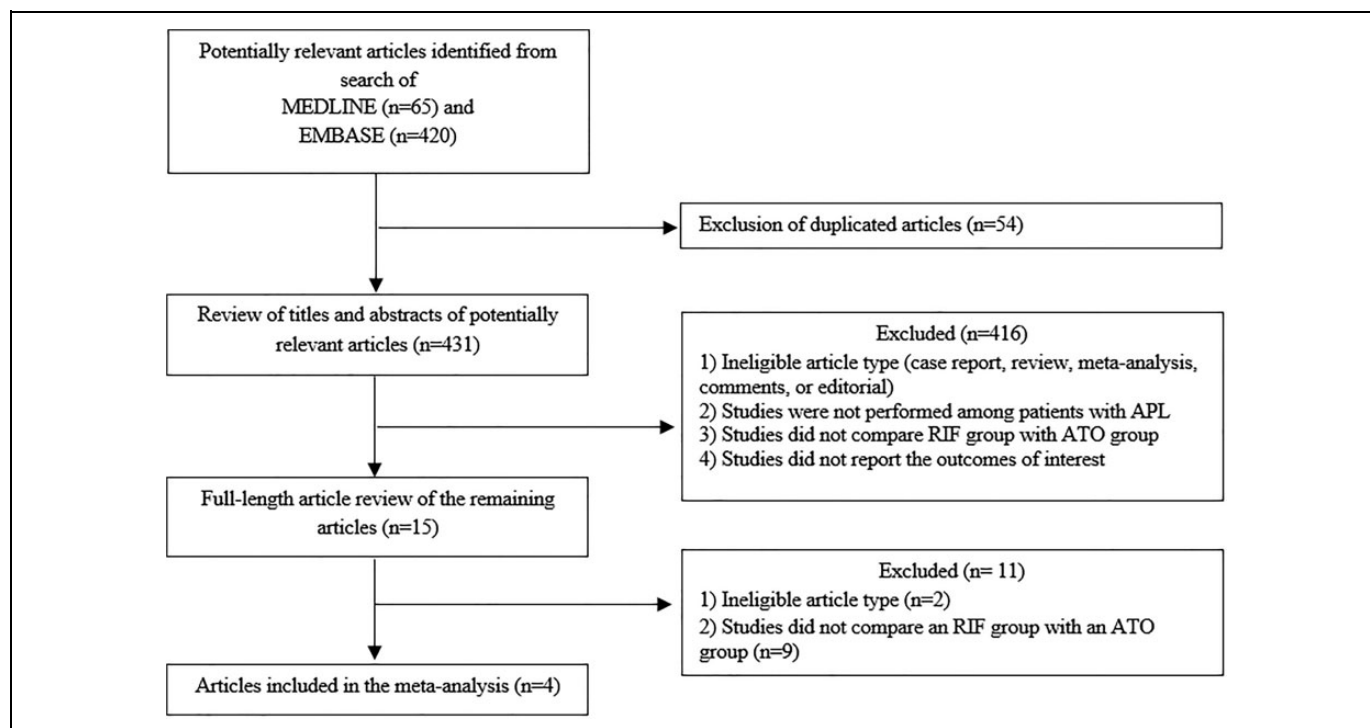 Potentially relevant articles identified from
search of
MEDLINE (n=65) and
EMBASE (n=420)
Exclusion of duplicated articles (n=54)
Review of titles and abstracts of potentially
relevant articles (n=431)
Excluded (n=416)
1) Ineligible article type (case report, review, meta-analysis,
comments, or editorial)
2) Studies were not performed among patients with APL
3) Studies did not compare RIF group with ATO group
4) Studies did not report the outcomes of interest
Full-length article review of the remaining
articles (n=15)
Excluded (n= 11)
1) Ineligible article type (n=2)
2) Studies did not compare an RIF group with an ATO
group (n=9)
Articles included in the meta-analysis (n=4)